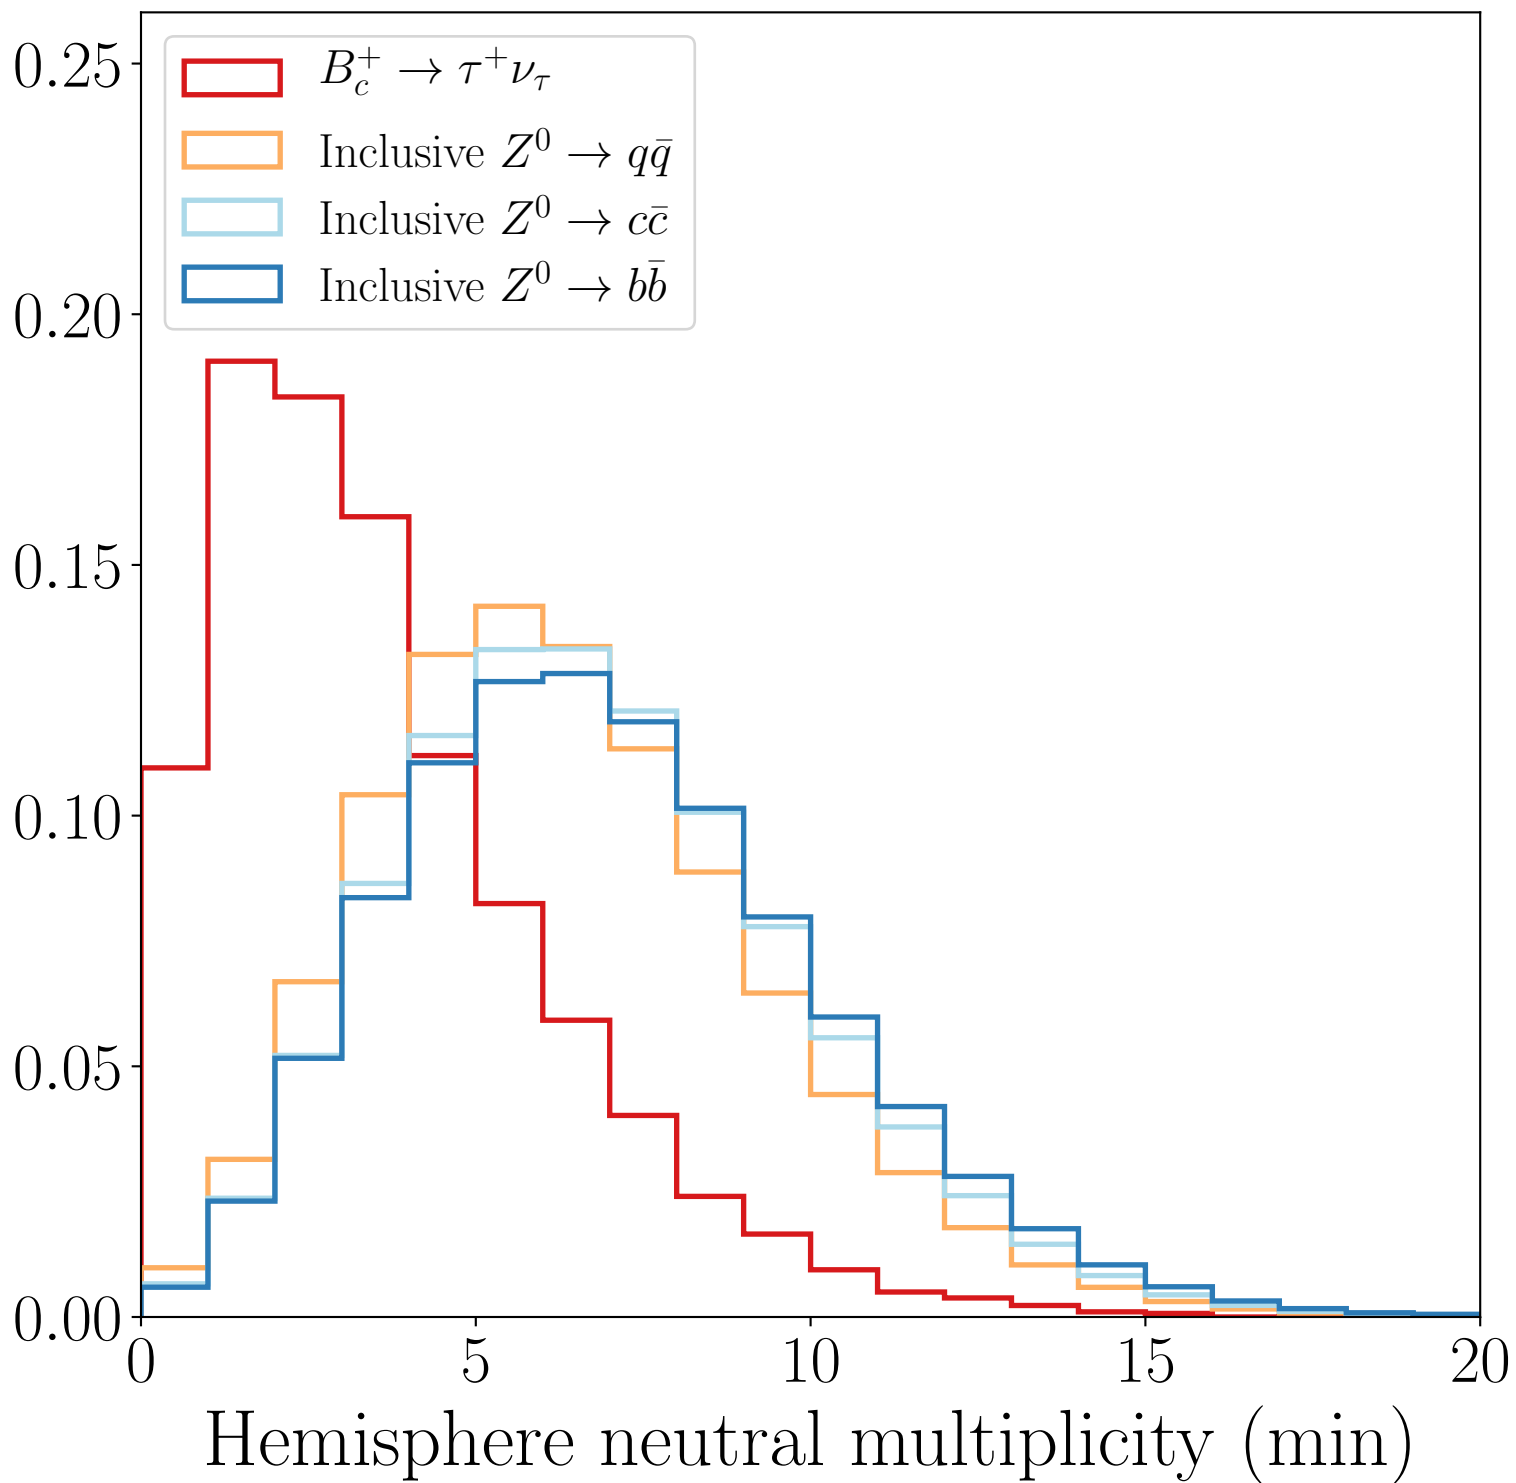 0.25
0.20
0.15
0.10
0.05
0.00
B_c^+ → τ^+ ν_τ
Inclusive Z^0 → qq̄
Inclusive Z^0 → cc̄
Inclusive Z^0 → bb̄
0 5 10 15 20
Hemisphere neutral multiplicity (min)